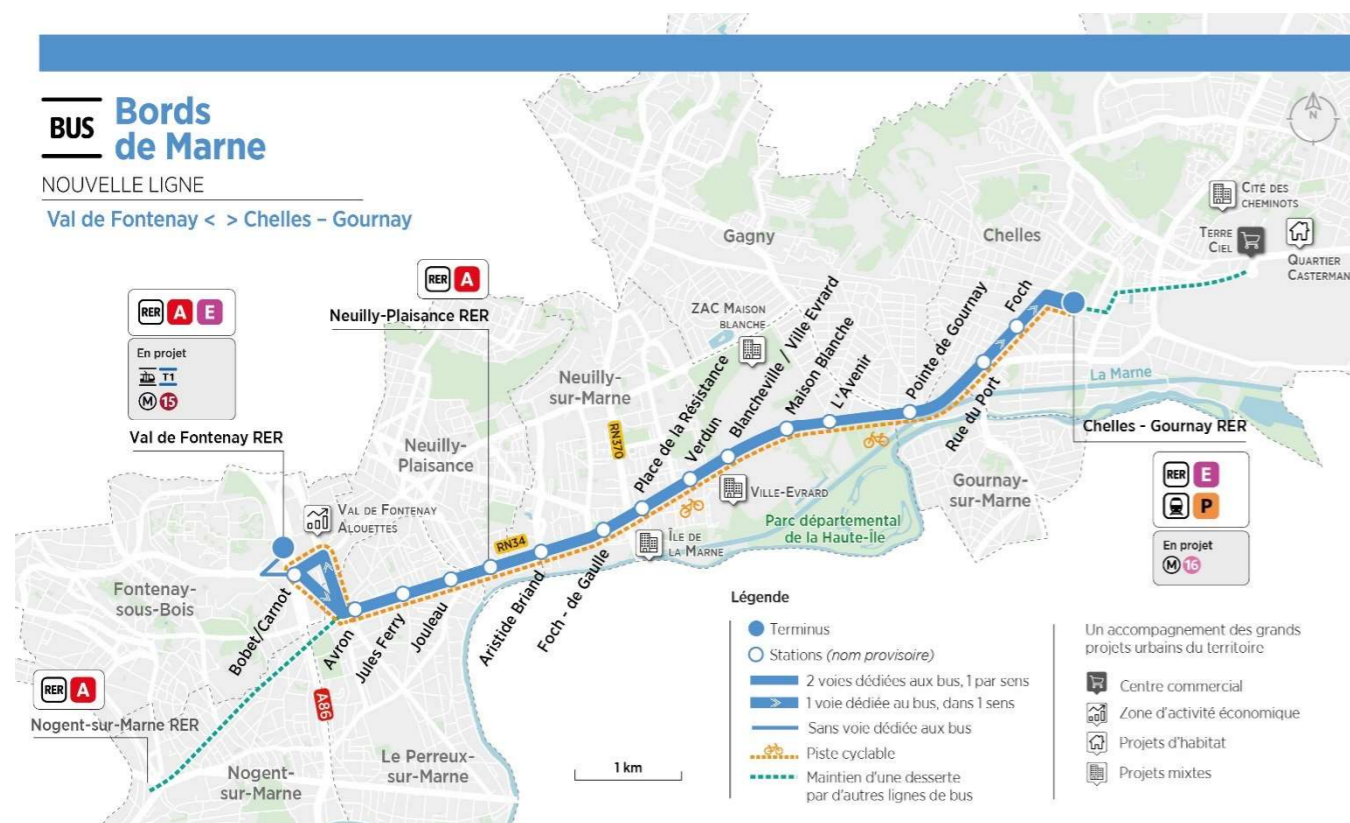 BUS
Bords
de Marne
NOUVELLE LIGNE
Val de Fontenay < > Chelles – Gournay
RER A E
En projet
T1
M 15
Val de Fontenay RER
RER A
Neuilly-Plaisance RER
RER A
Nogent-sur-Marne RER
Gagny
Chelles
N
CITÉ DES
CHEMINOTS
TERRE
CIEL
QUARTIER
CASTERMAN
ZAC MAISON
BLANCHE
Neuilly-
sur-Marne
Neuilly-
Plaisance
RN370
RN34
VAL DE FONTENAY
ALOUETTES
Fontenay-
sous-Bois
Bobet/Carnot
Avron
Jules Ferry
Jouleau
Aristide Briand
Foch - de Gaulle
Place de la Résistance
Verdun
Blancheville / Ville Evrard
Maison Blanche
L'Avenir
Pointe de Gournay
Rue du Port
Foch
La Marne
Chelles - Gournay RER
RER E
P
En projet
M 16
Gournay-
sur-Marne
VILLE-EVRARD
ÎLE DE
LA MARNE
Parc départemental
de la Haute-Île
A86
Nogent-
sur-Marne
Le Perreux-
sur-Marne
1 km
Légende
Terminus
Stations (nom provisoire)
2 voies dédiées aux bus, 1 par sens
1 voie dédiée au bus, dans 1 sens
Sans voie dédiée aux bus
Piste cyclable
Maintien d'une desserte
par d'autres lignes de bus
Un accompagnement des grands
projets urbains du territoire
Centre commercial
Zone d'activité économique
Projets d'habitat
Projets mixtes